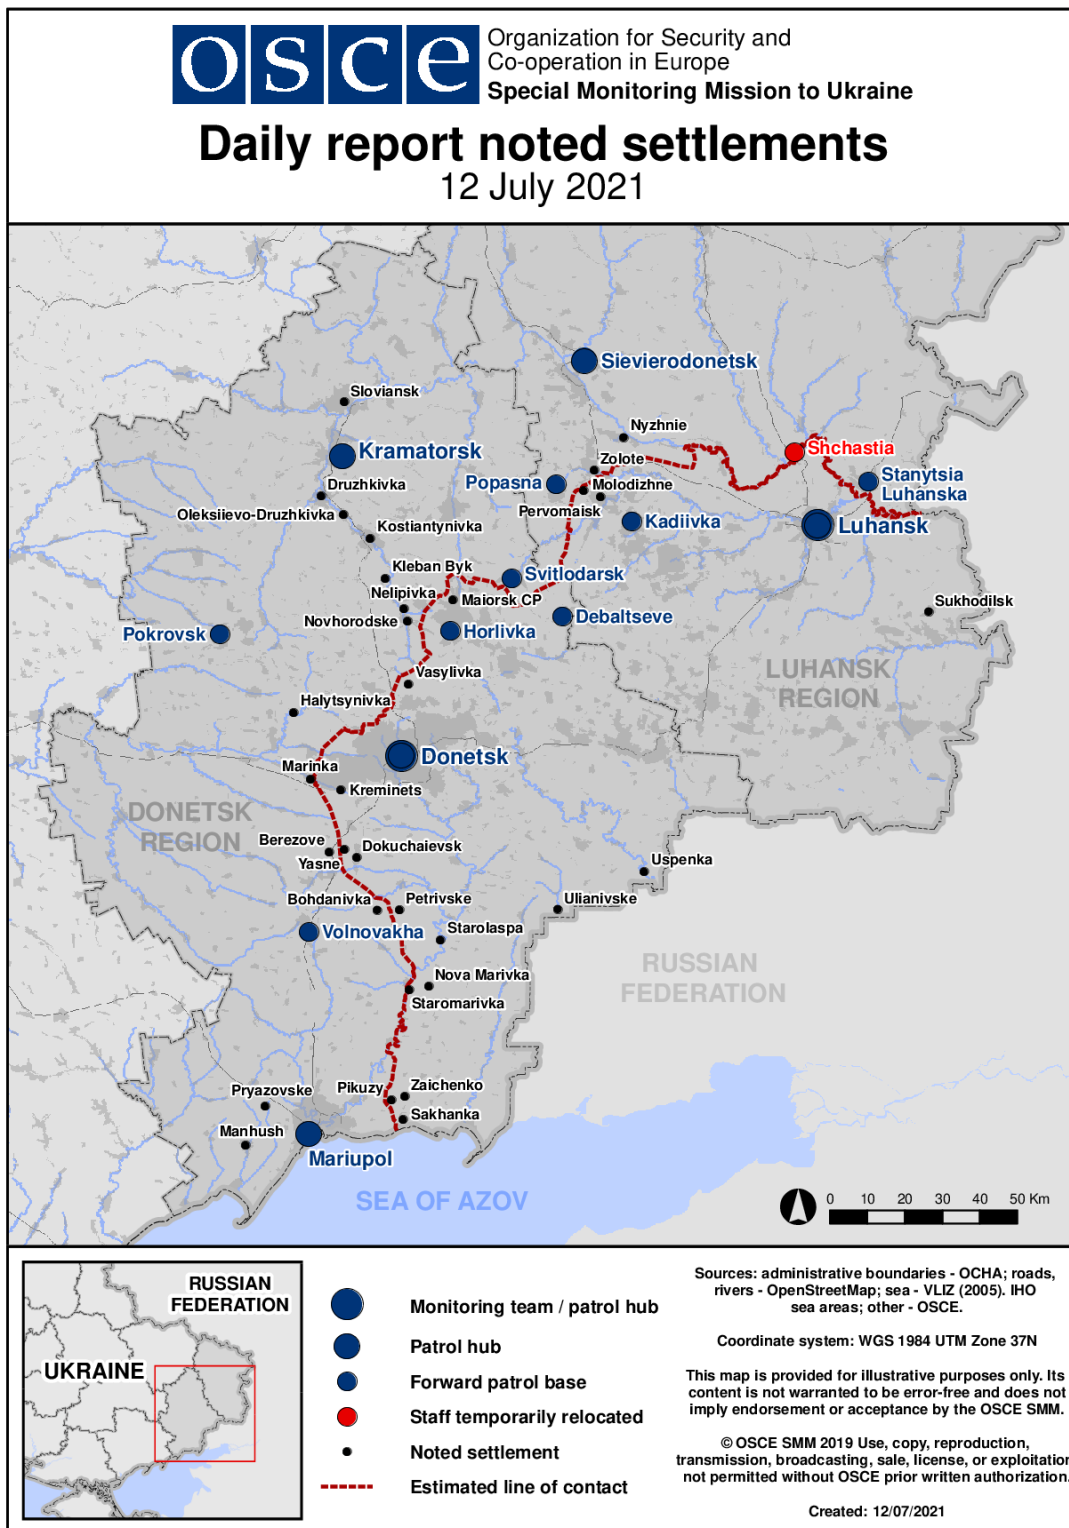 osce
Organization for Security and
Co-operation in Europe
Special Monitoring Mission to Ukraine
Daily report noted settlements
12 July 2021
Sievierodonetsk
Sloviansk
Nyzhnie
Shchastia
Kramatorsk
Zolote
Stanytsia
Luhanska
Popasna
Molodizhne
Druzhkivka
Pervomaisk
Oleksiievo-Druzhkivka
Kadiivka
Luhansk
Kostiantynivka
Kleban Byk
Svitlodarsk
Nelipivka
Maiorsk CP
Sukhodilsk
Novhorodske
Debaltseve
Pokrovsk
Horlivka
Vasylivka
LUHANSK
REGION
Halytsynivka
Donetsk
Marinka
Kreminets
DONETSK
REGION
Berezove
Dokuchaievsk
Yasne
Uspenka
Bohdanivka
Petrivske
Ulianivske
Volnovakha
Starolaspa
RUSSIAN
FEDERATION
Nova Marivka
Staromarivka
Pikuzy
Zaichenko
Pryazovske
Sakhanka
Manhush
Mariupol
SEA OF AZOV
0 10 20 30 40 50 Km
RUSSIAN
FEDERATION
UKRAINE
Monitoring team / patrol hub
Patrol hub
Forward patrol base
Staff temporarily relocated
Noted settlement
Estimated line of contact
Sources: administrative boundaries - OCHA; roads,
rivers - OpenStreetMap; sea - VLIZ (2005). IHO
sea areas; other - OSCE.
Coordinate system: WGS 1984 UTM Zone 37N
This map is provided for illustrative purposes only. Its
content is not warranted to be error-free and does not
imply endorsement or acceptance by the OSCE SMM.
© OSCE SMM 2019 Use, copy, reproduction,
transmission, broadcasting, sale, license, or exploitation
not permitted without OSCE prior written authorization.
Created: 12/07/2021